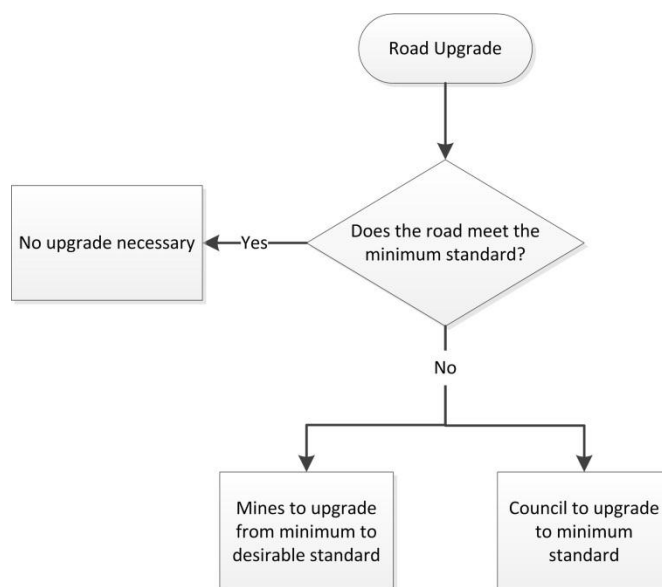 Road Upgrade
Does the road meet the
minimum standard?
Yes
No upgrade necessary
No
Mines to upgrade
from minimum to
desirable standard
Council to upgrade
to minimum
standard